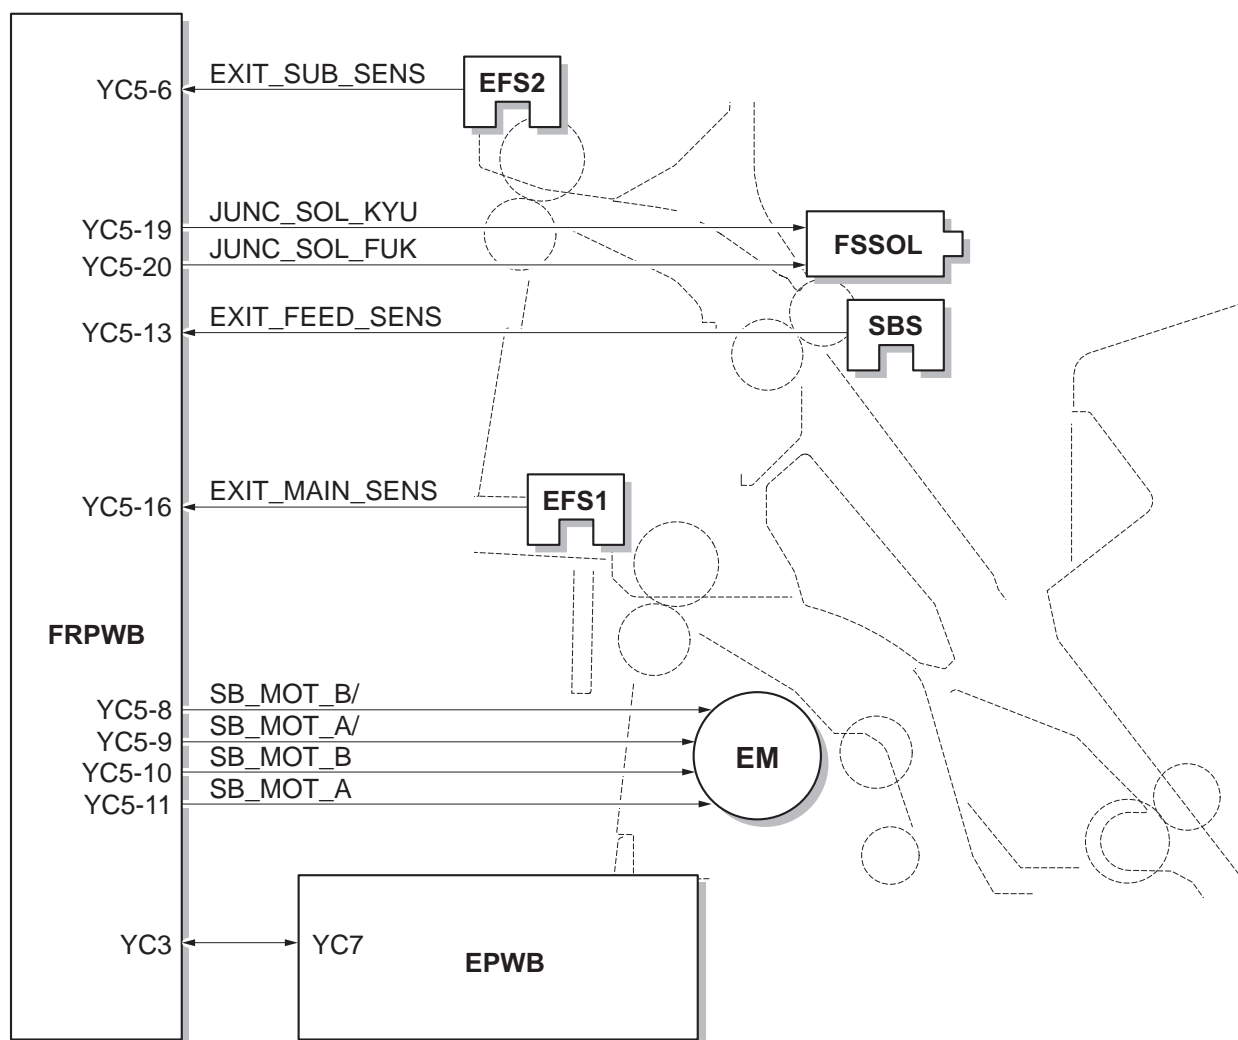 YC5-6 EXIT_SUB_SENS EFS2
YC5-19 JUNC_SOL_KYU
FSSOL
YC5-20 JUNC_SOL_FUK
YC5-13 EXIT_FEED_SENS SBS
YC5-16 EXIT_MAIN_SENS EFS1
FRPWB
YC5-8 SB_MOT_B/
YC5-9 SB_MOT_A/
EM
YC5-10 SB_MOT_B
YC5-11 SB_MOT_A
YC3 YC7
EPWB